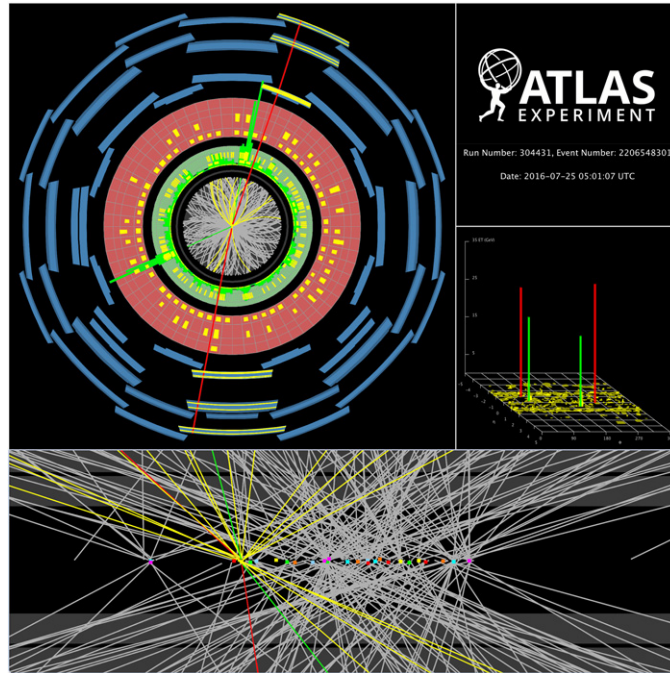 ATLAS
EXPERIMENT
Run Number: 304431, Event Number: 2206548301
Date: 2016-07-25 05:01:07 UTC